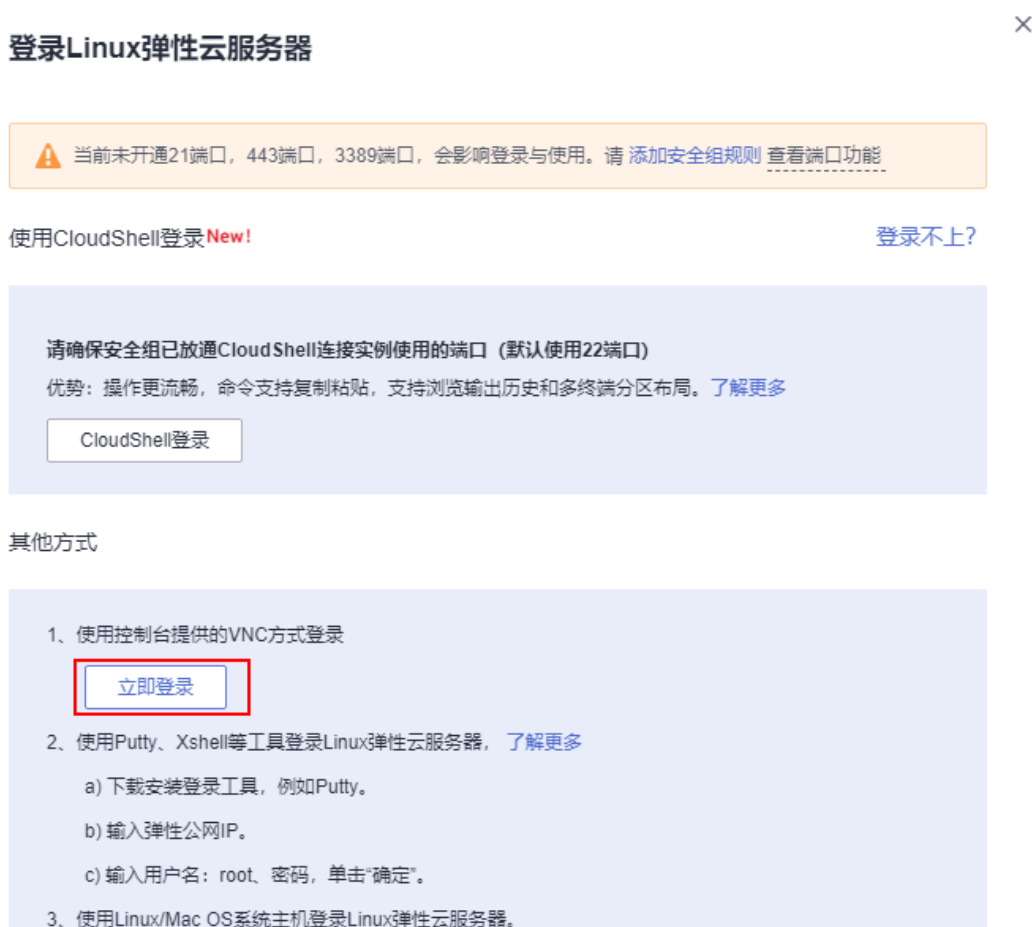 登录Linux弹性云服务器
当前未开通21端口，443端口，3389端口，会影响登录与使用。请 添加安全组规则 查看端口功能
使用CloudShell登录New!
登录不上?
请确保安全组已放通CloudShell连接实例使用的端口（默认使用22端口）
优势：操作更流畅，命令支持复制粘贴，支持浏览输出历史和多终端分区布局。了解更多
CloudShell登录
其他方式
1、使用控制台提供的VNC方式登录
立即登录
2、使用Putty、Xshell等工具登录Linux弹性云服务器， 了解更多
a) 下载安装登录工具，例如Putty。
b) 输入弹性公网IP。
c) 输入用户名：root、密码，单击“确定”。
3、使用Linux/Mac OS系统主机登录Linux弹性云服务器。